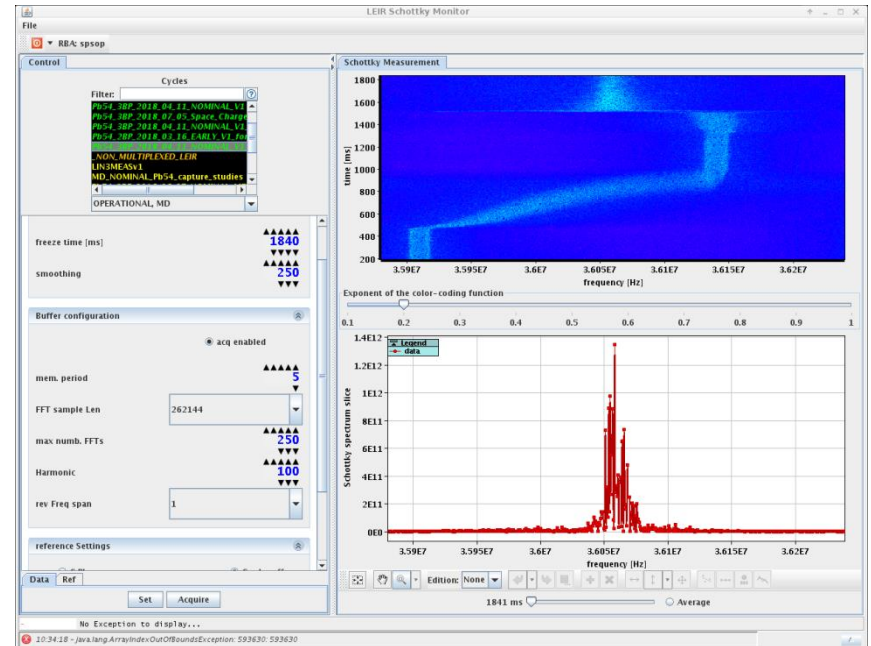 LEIR Schottky Monitor
File
RBA: spsop
Control
Cycles
Filter:
Pb54_3BP_2018_04_11_NOMINAL_V1
Pb54_3BP_2018_07_05_Space_Charge
Pb54_3BP_2018_04_11_NOMINAL_V1
Pb54_3BP_2018_03_16_EARLY_V1_for
_NON_MULTIPLEXED_LEIR
LIN3MEASv1
MD_NOMINAL_Pb54_capture_studies
OPERATIONAL, MD
freeze time [ms] 1840
smoothing 250
Buffer configuration
acq enabled
mem. period 5
FFT sample Len 262144
max numb. FFTs 250
Harmonic 100
rev Freq span 1
reference Settings
Data Ref
Set Acquire
Schottky Measurement
1800
1600
1400
1200
1000
800
600
400
200
time [ms]
3.59E7 3.595E7 3.6E7 3.605E7 3.61E7 3.615E7 3.62E7
frequency [Hz]
Exponent of the color-coding function
0.1 0.2 0.3 0.4 0.5 0.6 0.7 0.8 0.9 1
Legend
data
1.4E12
1.2E12
1E12
8E11
6E11
4E11
2E11
0E0
Schottky spectrum slice
3.59E7 3.595E7 3.6E7 3.605E7 3.61E7 3.615E7 3.62E7
frequency [Hz]
Edition: None
1841 ms Average
No Exception to display...
10:34:18 - java.lang.ArrayIndexOutOfBoundsException: 593630: 593630